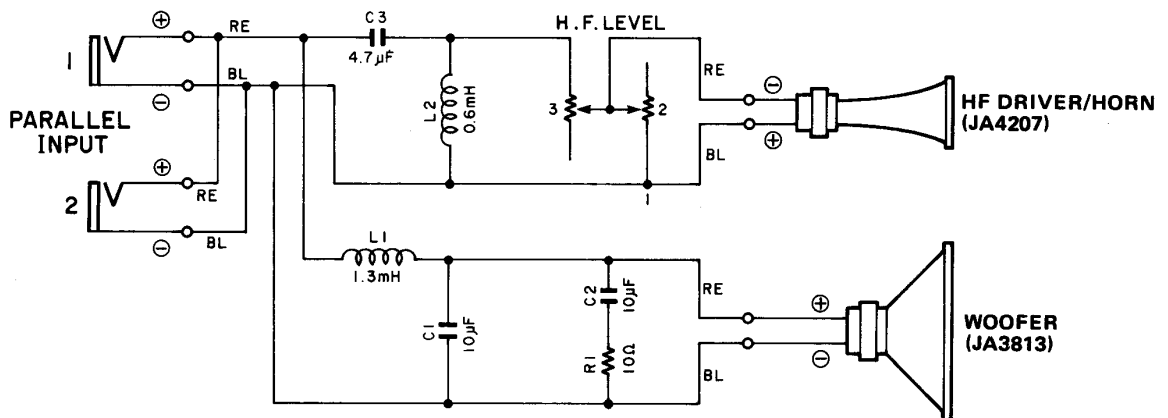 H.F. LEVEL
⊕
RE
C3
4.7µF
1
BL
⊖
L2
0.6mH
3
2
RE
⊖
⊕
BL
HF DRIVER/HORN
(JA4207)
PARALLEL
INPUT
⊕
RE
2
BL
⊖
1
L1
1.3mH
C1
10µF
C2
10µF
R1
10Ω
RE
⊕
⊖
BL
WOOFER
(JA3813)